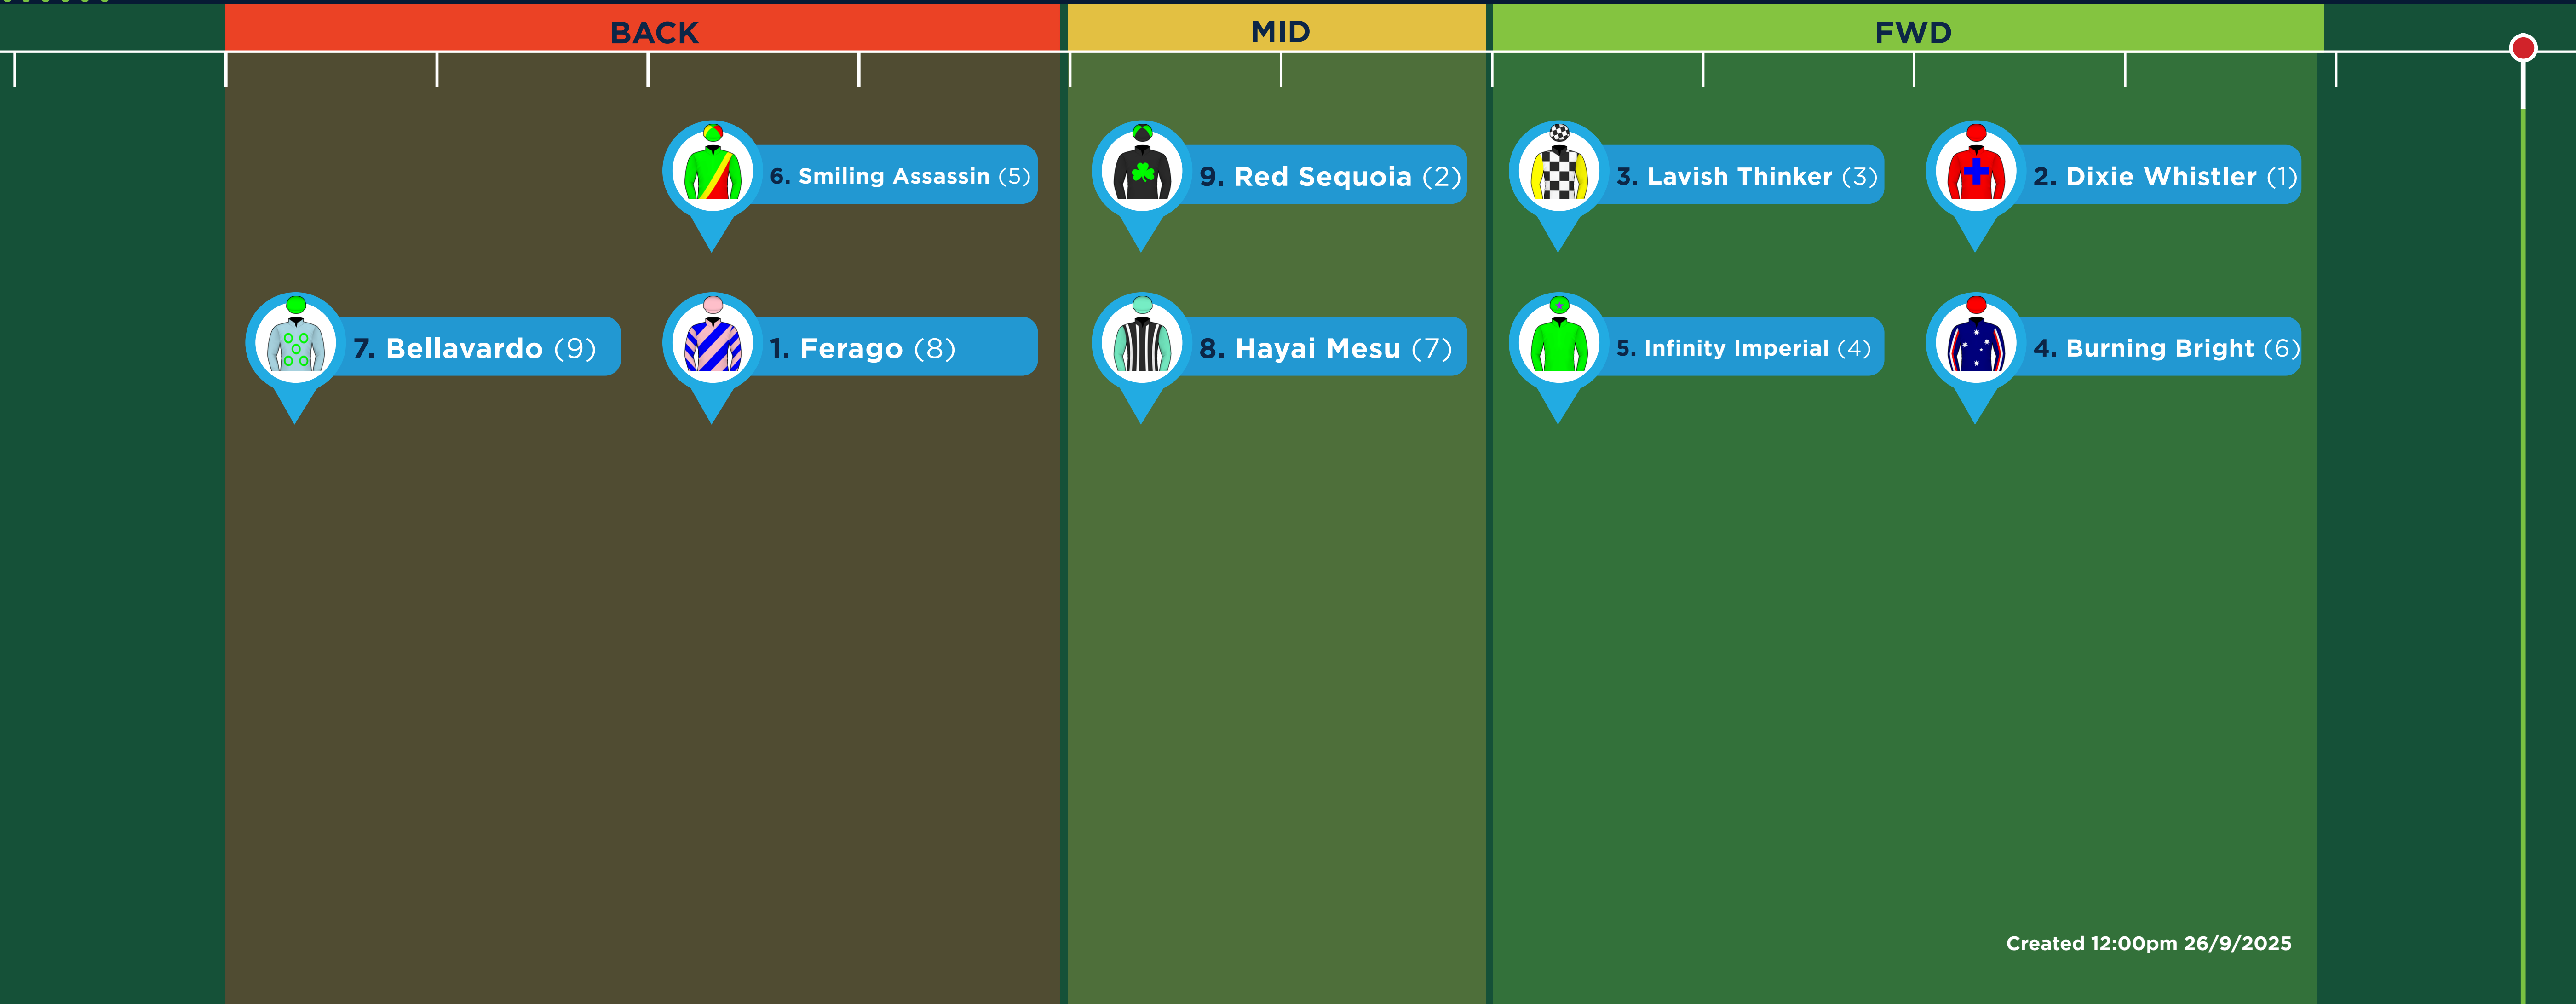 BACK
MID
FWD
6. Smiling Assassin (5)
9. Red Sequoia (2)
3. Lavish Thinker (3)
2. Dixie Whistler (1)
7. Bellavardo (9)
1. Ferago (8)
8. Hayai Mesu (7)
5. Infinity Imperial (4)
4. Burning Bright (6)
Created 12:00pm 26/9/2025